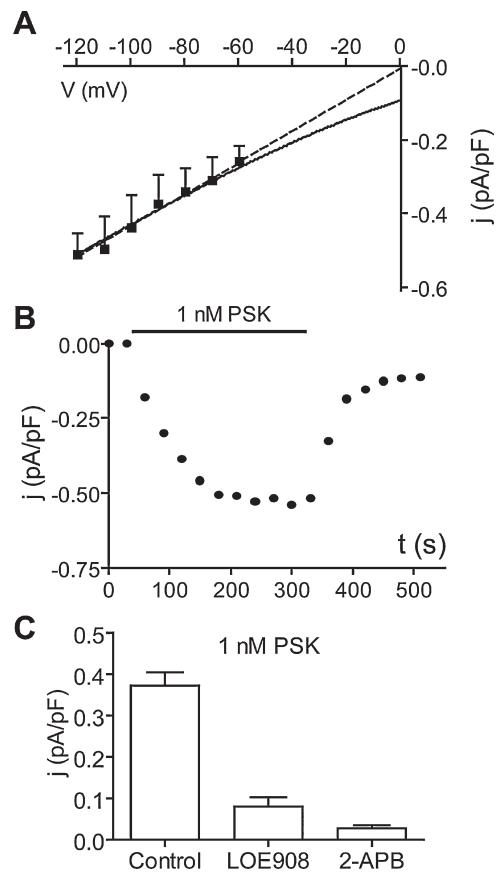 A
-120 -100 -80 -60 -40 -20 0
V (mV)
-0.0
-0.2
-0.4
-0.6
j (pA/pF)
B
1 nM PSK
0.00
-0.25
-0.50
-0.75
j (pA/pF)
t (s)
0 100 200 300 400 500
C
1 nM PSK
0.5
0.4
0.3
0.2
0.1
0.0
j (pA/pF)
Control LOE908 2-APB